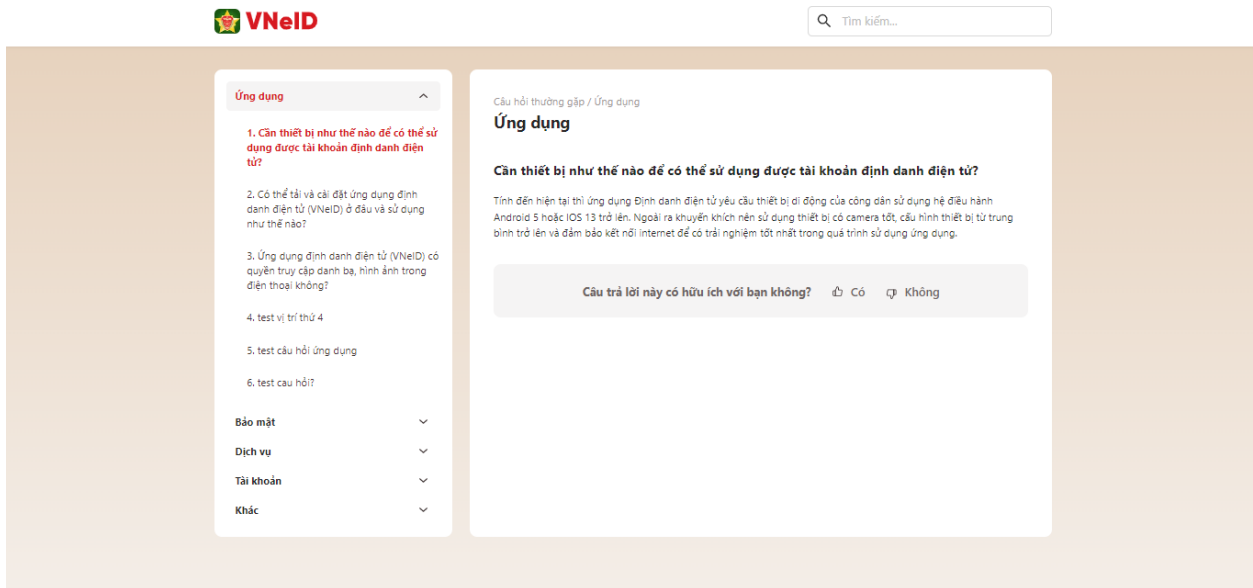 VNeID
Tìm kiếm...
Ứng dụng
1. Cần thiết bị như thế nào để có thể sử
dụng được tài khoản định danh điện
tử?
2. Có thể tải và cài đặt ứng dụng định
danh điện tử (VNeID) ở đâu và sử dụng
như thế nào?
3. Ứng dụng định danh điện tử (VNeID) có
quyền truy cập danh bạ, hình ảnh trong
điện thoại không?
4. test vị trí thứ 4
5. test câu hỏi ứng dụng
6. test cau hỏi?
Bảo mật
Dịch vụ
Tài khoản
Khác
Câu hỏi thường gặp / Ứng dụng
Ứng dụng
Cần thiết bị như thế nào để có thể sử dụng được tài khoản định danh điện tử?
Tính đến hiện tại thì ứng dụng Định danh điện tử yêu cầu thiết bị di động của công dân sử dụng hệ điều hành
Android 5 hoặc IOS 13 trở lên. Ngoài ra khuyến khích nên sử dụng thiết bị có camera tốt, cấu hình thiết bị từ trung
bình trở lên và đảm bảo kết nối internet để có trải nghiệm tốt nhất trong quá trình sử dụng ứng dụng.
Câu trả lời này có hữu ích với bạn không? Có Không